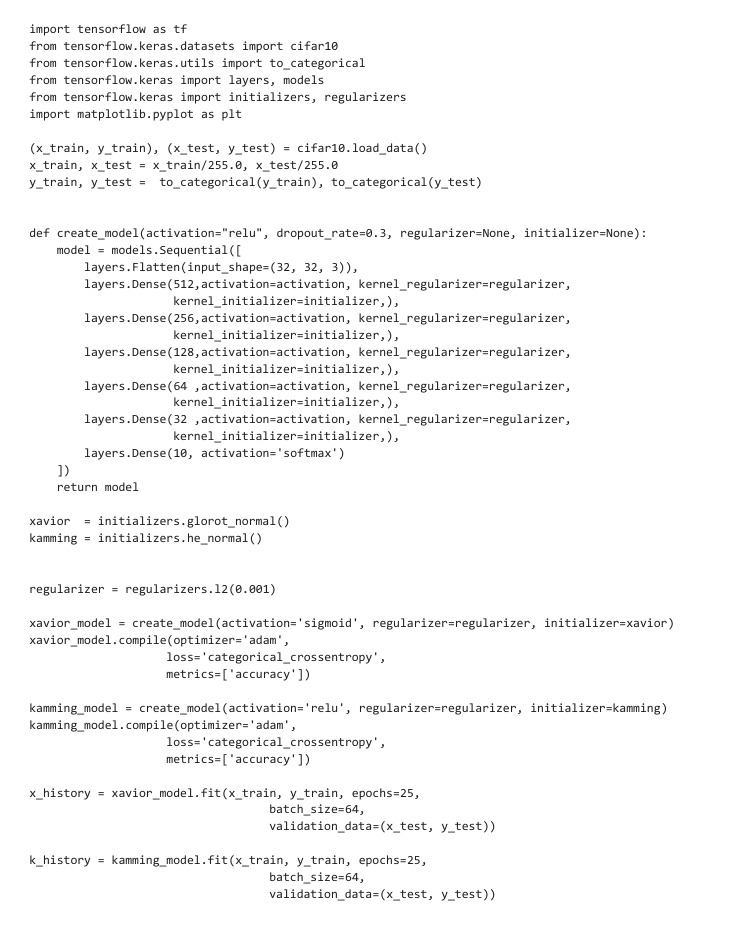 import tensorflow as tf
from tensorflow.keras.datasets import cifar10
from tensorflow.keras.utils import to_categorical
from tensorflow.keras import layers, models
from tensorflow.keras import initializers, regularizers
import matplotlib.pyplot as plt

(x_train, y_train), (x_test, y_test) = cifar10.load_data()
x_train, x_test = x_train/255.0, x_test/255.0
y_train, y_test =  to_categorical(y_train), to_categorical(y_test)


def create_model(activation="relu", dropout_rate=0.3, regularizer=None, initializer=None):
    model = models.Sequential([
        layers.Flatten(input_shape=(32, 32, 3)),
        layers.Dense(512,activation=activation, kernel_regularizer=regularizer,
                     kernel_initializer=initializer,),
        layers.Dense(256,activation=activation, kernel_regularizer=regularizer,
                     kernel_initializer=initializer,),
        layers.Dense(128,activation=activation, kernel_regularizer=regularizer,
                     kernel_initializer=initializer,),
        layers.Dense(64 ,activation=activation, kernel_regularizer=regularizer,
                     kernel_initializer=initializer,),
        layers.Dense(32 ,activation=activation, kernel_regularizer=regularizer,
                     kernel_initializer=initializer,),
        layers.Dense(10, activation='softmax')
    ])
    return model

xavior  = initializers.glorot_normal()
kamming = initializers.he_normal()


regularizer = regularizers.l2(0.001)

xavior_model = create_model(activation='sigmoid', regularizer=regularizer, initializer=xavior)
xavior_model.compile(optimizer='adam',
                    loss='categorical_crossentropy',
                    metrics=['accuracy'])

kamming_model = create_model(activation='relu', regularizer=regularizer, initializer=kamming)
kamming_model.compile(optimizer='adam',
                    loss='categorical_crossentropy',
                    metrics=['accuracy'])

x_history = xavior_model.fit(x_train, y_train, epochs=25,
                                   batch_size=64,
                                   validation_data=(x_test, y_test))

k_history = kamming_model.fit(x_train, y_train, epochs=25,
                                   batch_size=64,
                                   validation_data=(x_test, y_test))